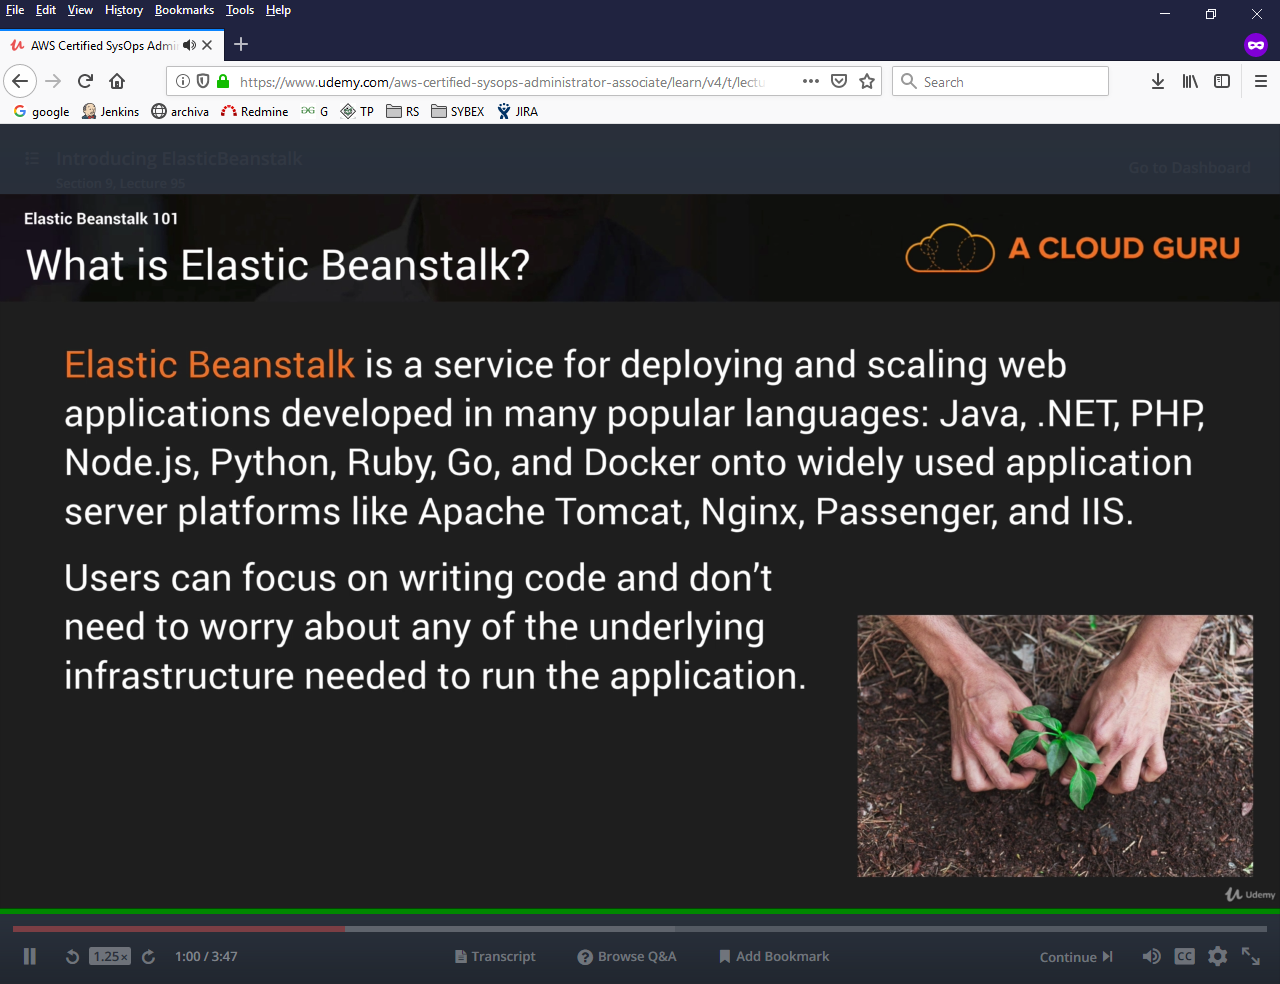 File Edit View History Bookmarks Tools Help
AWS Certified SysOps Admi
https://www.udemy.com/aws-certified-sysops-administrator-associate/learn/v4/t/lectu
Search
google Jenkins archiva Redmine G TP RS SYBEX JIRA
Introducing ElasticBeanstalk
Section 9, Lecture 95
Go to Dashboard
Elastic Beanstalk 101
What is Elastic Beanstalk?
A CLOUD GURU
Elastic Beanstalk is a service for deploying and scaling web
applications developed in many popular languages: Java, .NET, PHP,
Node.js, Python, Ruby, Go, and Docker onto widely used application
server platforms like Apache Tomcat, Nginx, Passenger, and IIS.
Users can focus on writing code and don’t
need to worry about any of the underlying
infrastructure needed to run the application.
Udemy
1.25x 1:00 / 3:47 Transcript Browse Q&A Add Bookmark Continue CC